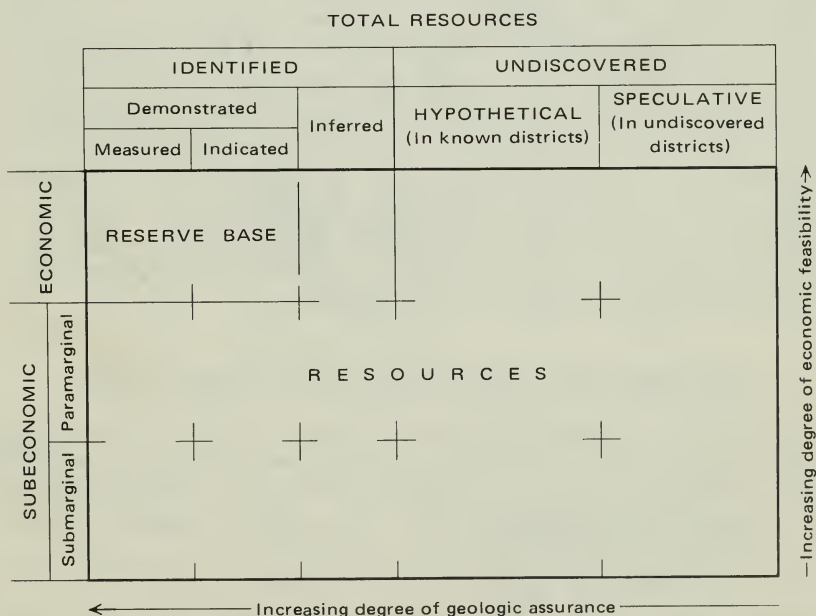 TOTAL RESOURCES
IDENTIFIED
UNDISCOVERED
Demonstrated
Inferred
HYPOTHETICAL
(In known districts)
SPECULATIVE
(In undiscovered
districts)
Measured
Indicated
ECONOMIC
RESERVE BASE
SUBECONOMIC
Paramarginal
RESOURCES
Submarginal
Increasing degree of economic feasibility
Increasing degree of geologic assurance